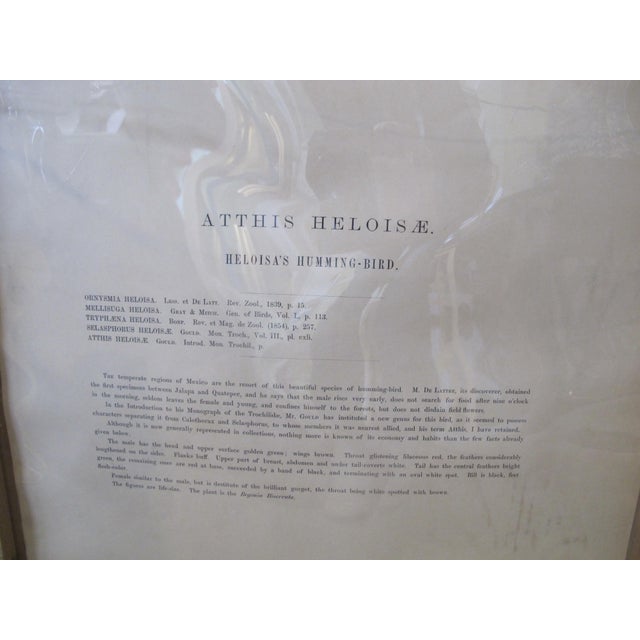 ATTHIS HELOISÆ.
HELOISA'S HUMMING-BIRD.
ORNYSMIA HELOISA. Less. et De Latt. Rev. Zool., 1839, p. 15.
MELLISUGA HELOISA. Gray & Mitch. Gen. of Birds, Vol. I., p. 113.
TRYPHÆNA HELOISA. Bonp. Rev. et Mag. de Zool. (1854), p. 257.
SELASPHORUS HELOISÆ. Gould. Mon. Troch., Vol. III., pl. cxli.
ATTHIS HELOISÆ. Gould. Introd. Mon. Trochil., p.
The temperate regions of Mexico are the resort of this beautiful species of humming-bird. M. De Lattre, its discoverer, obtained
the first specimens between Jalapa and Quatepec, and he says that the male rises very early, does not search for food after nine o'clock
in the morning, seldom leaves the female and young, and confines himself to the forests, but does not disdain field flowers.
In the Introduction to his Monograph of the Trochilidæ, Mr. Gould has instituted a new genus for this bird, as it seemed to possess
characters separating it from Calothorax and Selasphorus, to whose members it was nearest allied, and his term Atthis, I have retained.
Although it is now generally represented in collections, nothing more is known of its economy and habits than the few facts already
given below.
The male has the head and upper surface golden green; wings brown. Throat glittering lilaceous red, the feathers considerably
lengthened on the sides. Flanks buff. Upper part of breast, abdomen and under tail-coverts white. Tail has the central feathers bright
green, the remaining ones are red at base, succeeded by a band of black, and terminating with an oval white spot. Bill is black, feet
flesh-color.
Female similar to the male, but is destitute of the brilliant gorget, the throat being white spotted with brown.
The figures are life-size. The plant is the Begonia